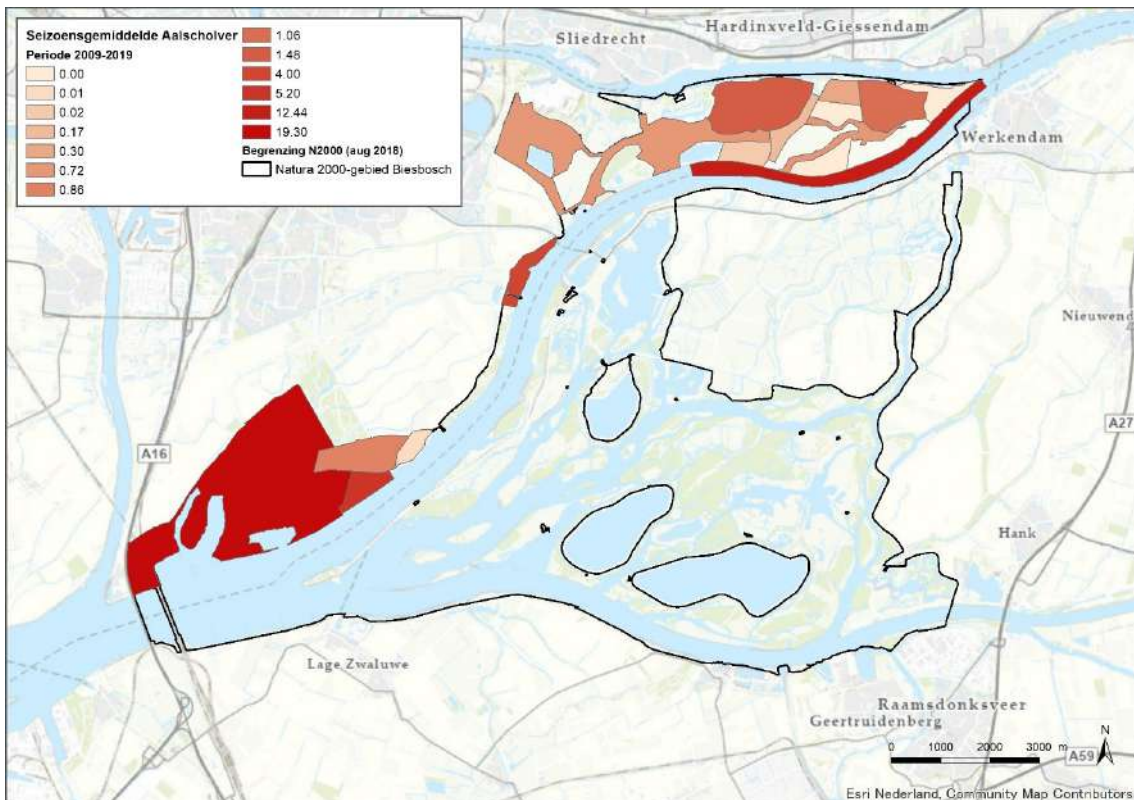 Seizoensgemiddelde Aalscholver
Periode 2009-2019
0.00
0.01
0.02
0.17
0.30
0.72
0.86
1.06
1.48
4.00
5.20
12.44
19.30
Begrenzing N2000 (aug 2018)
Natura 2000-gebied Biesbosch
Hardinxveld-Giessendam
Sliedrecht
Werkendam
Nieuwend
A16
A27
Hank
Lage Zwaluwe
Raamsdonksveer
Geertruidenberg
0 1000 2000 3000 m
N
A59
Esri Nederland, Community Map Contributors